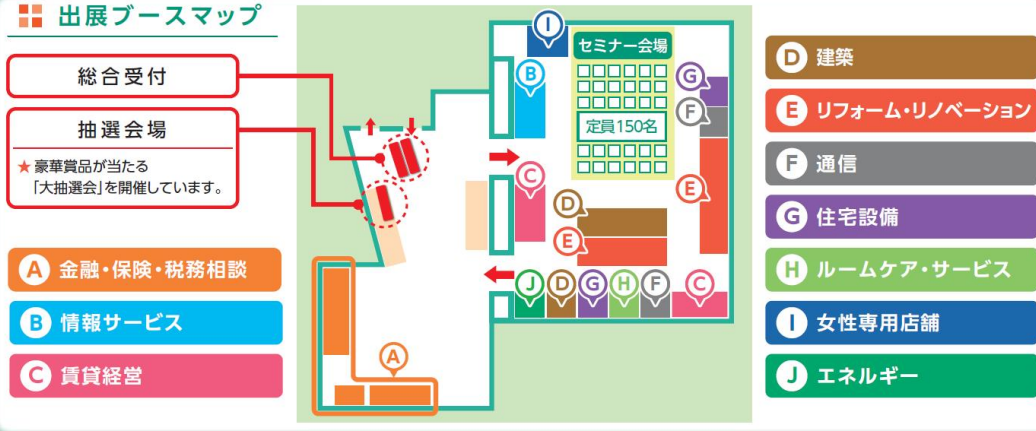 出展ブースマップ
総合受付
抽選会場
★豪華賞品が当たる
「大抽選会」を開催しています。
A 金融・保険・税務相談
B 情報サービス
C 賃貸経営
I
セミナー会場
B
G
F
定員150名
C
E
D
E
J D G H F C
A
D 建築
E リフォーム・リノベーション
F 通信
G 住宅設備
H ルームケア・サービス
I 女性専用店舗
J エネルギー